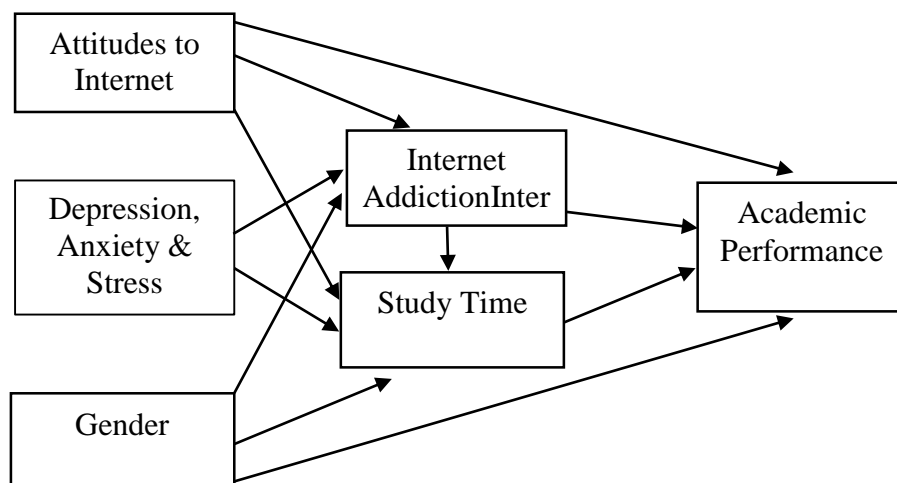 Attitudes to
Internet
Internet
AddictionInter
Depression,
Anxiety &
Stress
Academic
Performance
Study Time
Gender